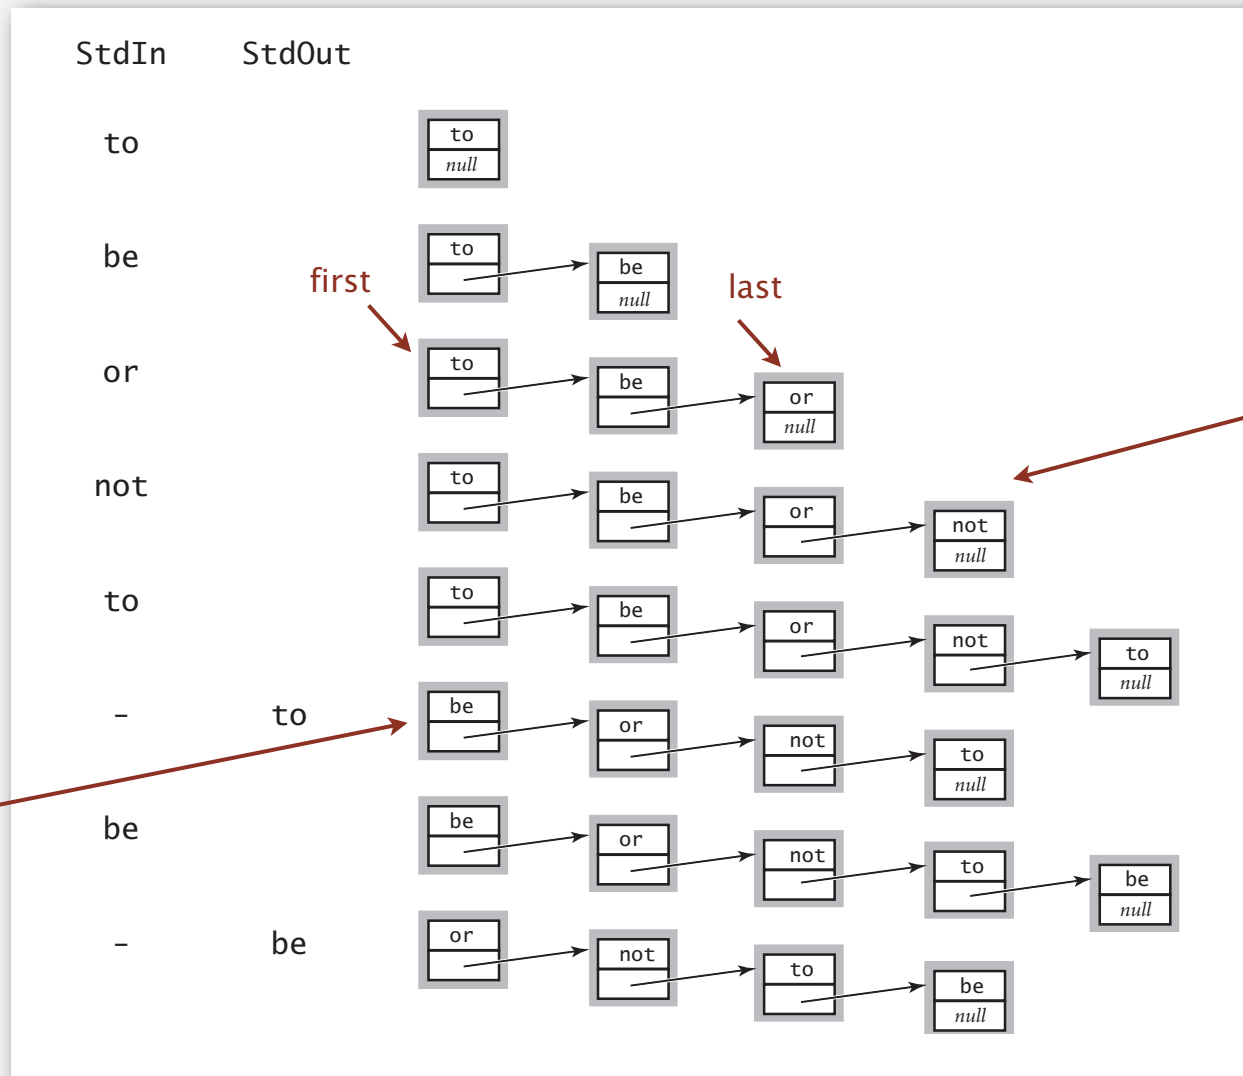 StdIn StdOut
to
to
null
be
to
be
null
first
last
or
to
be
or
null
not
to
be
or
not
null
to
to
be
or
not
to
null
- to
be
or
not
to
null
be
be
or
not
to
be
null
- be
or
not
to
be
null